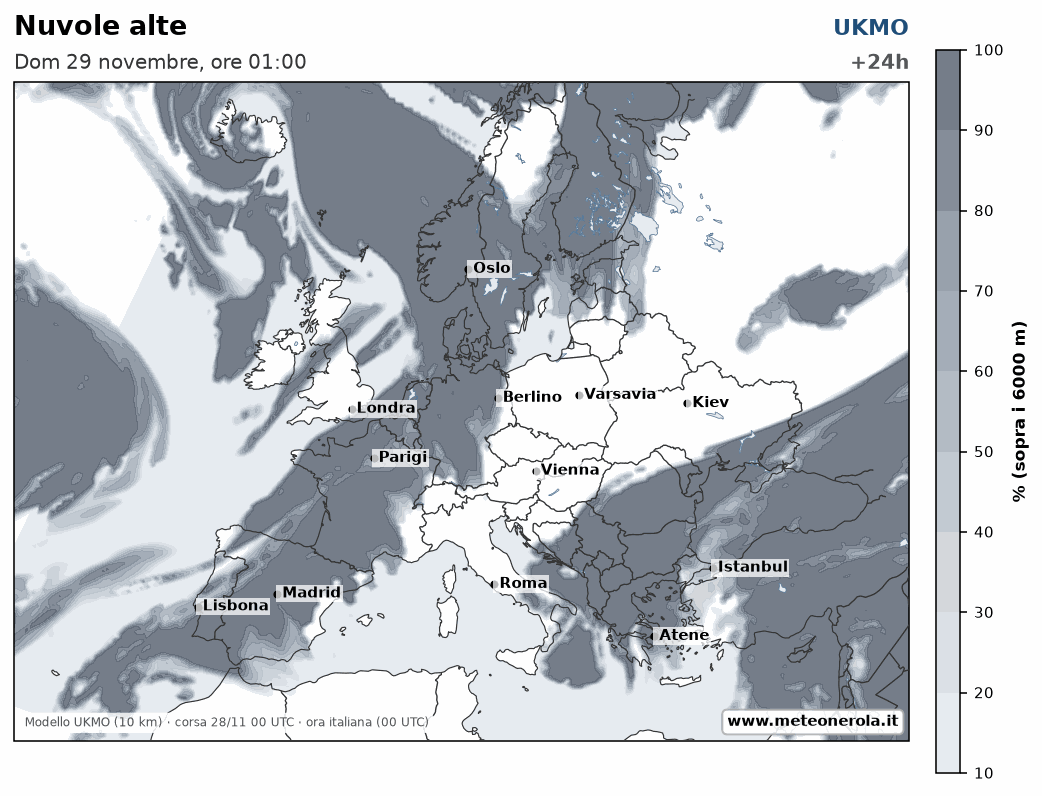 Nuvole alte
UKMO
Dom 29 novembre, ore 01:00
+24h
Oslo
Londra
Berlino
Varsavia
Kiev
Parigi
Vienna
Istanbul
Roma
Madrid
Lisbona
Atene
Modello UKMO (10 km) · corsa 28/11 00 UTC · ora italiana (00 UTC)
www.meteonerola.it
100
90
80
70
60
50
40
30
20
10
% (sopra i 6000 m)